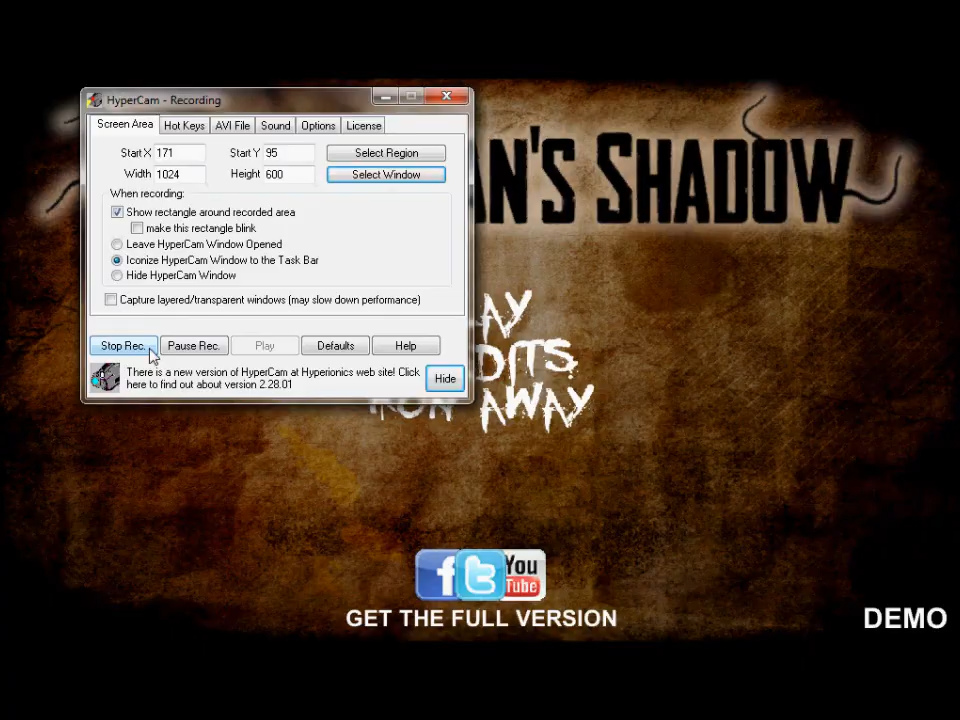 HyperCam - Recording
Screen Area Hot Keys AVI File Sound Options License
Start X 171 Start Y 95 Select Region
Width 1024 Height 600 Select Window
When recording:
Show rectangle around recorded area
make this rectangle blink
Leave HyperCam Window Opened
Iconize HyperCam Window to the Task Bar
Hide HyperCam Window
Capture layered/transparent windows (may slow down performance)
Stop Rec. Pause Rec. Play Defaults Help
There is a new version of HyperCam at Hyperionics web site! Click
here to find out about version 2.28.01
Hide
AN'S SHADOW
AY
DITS
RUN AWAY
f t You
Tube
GET THE FULL VERSION
DEMO